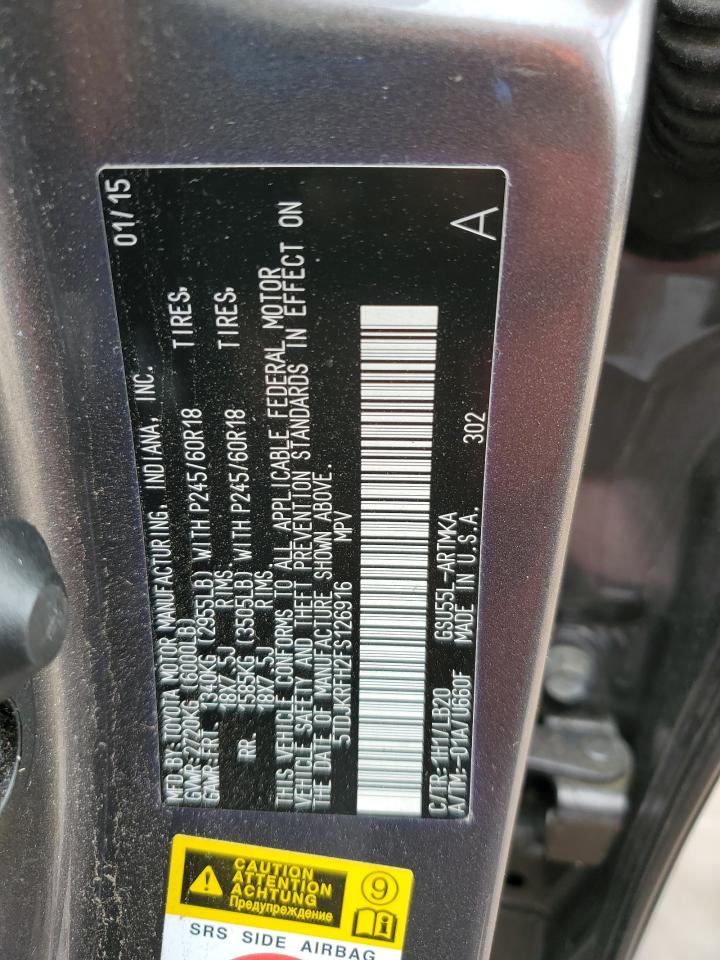 MFD. BY: TOYOTA MOTOR MANUFACTURING, INDIANA, INC. 01/15
GVWR: 2720KG (6000LB)
GAWR: FRT. 1340KG (2955LB) WITH P245/60R18 TIRES,
18X7.5J RIMS.
RR. 1585KG (3505LB) WITH P245/60R18 TIRES,
18X7.5J RIMS
THIS VEHICLE CONFORMS TO ALL APPLICABLE FEDERAL MOTOR
VEHICLE SAFETY AND THEFT PREVENTION STANDARDS IN EFFECT ON
THE DATE OF MANUFACTURE SHOWN ABOVE.
5TDJKRFH2FS126916 MPV
C/TR: 1H1/LB20 GSU55L-ARTMKA
A/TM: -01A/U660F MADE IN U.S.A. 302 A
CAUTION
ATTENTION
ACHTUNG
Предупреждение
9
SRS SIDE AIRBAG